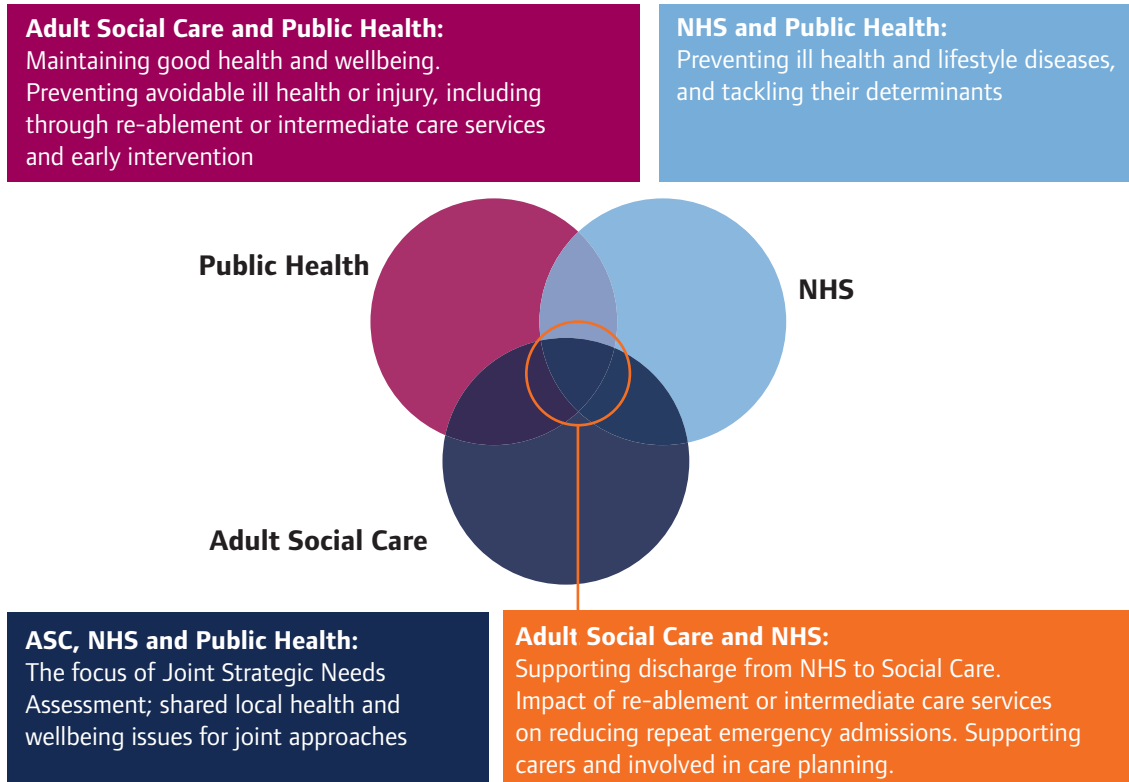 Adult Social Care and Public Health:
Maintaining good health and wellbeing.
Preventing avoidable ill health or injury, including
through re-ablement or intermediate care services
and early intervention
NHS and Public Health:
Preventing ill health and lifestyle diseases,
and tackling their determinants
Public Health
NHS
Adult Social Care
ASC, NHS and Public Health:
The focus of Joint Strategic Needs
Assessment; shared local health and
wellbeing issues for joint approaches
Adult Social Care and NHS:
Supporting discharge from NHS to Social Care.
Impact of re-ablement or intermediate care services
on reducing repeat emergency admissions. Supporting
carers and involved in care planning.